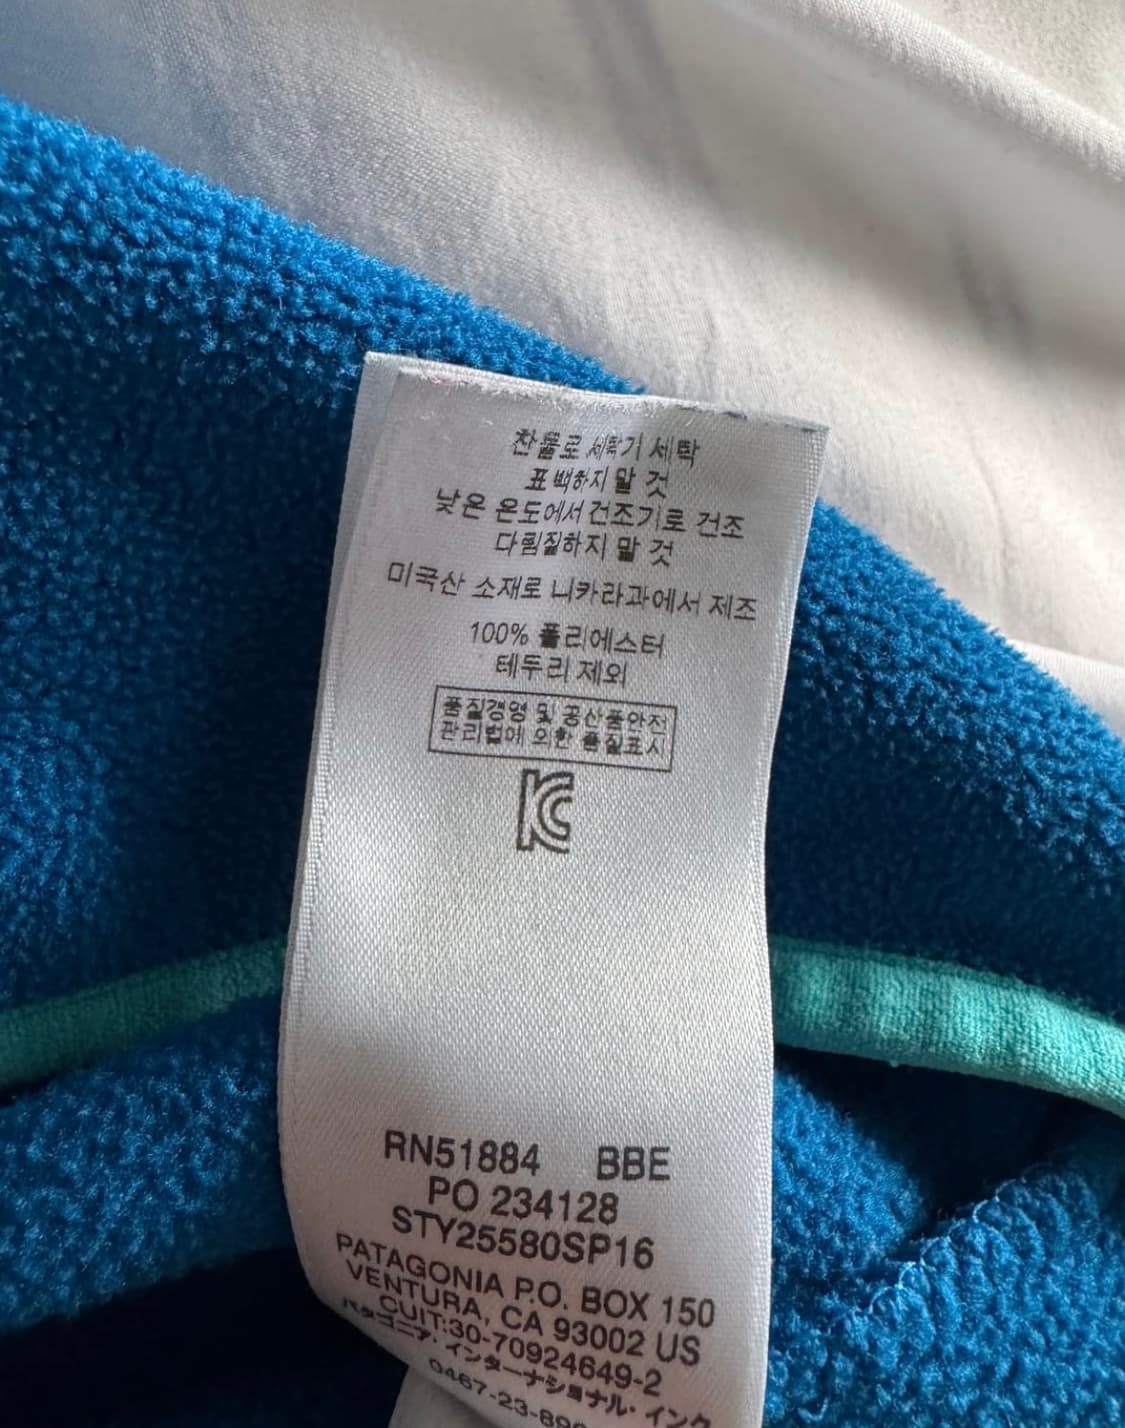 찬물로 세탁기 세탁
표백하지 말 것
낮은 온도에서 건조기로 건조
다림질하지 말 것
미국산 소재로 니카라과에서 제조
100% 폴리에스터
테두리 제외
품질경영 및 공산품안전
관리법에 의한 품질표시
KC
RN51884 BBE
PO 234128
STY25580SP16
PATAGONIA P.O. BOX 150
VENTURA, CA 93002 US
CUIT:30-70924649-2
パタゴニア・インターナショナル・インク
0467-23-89